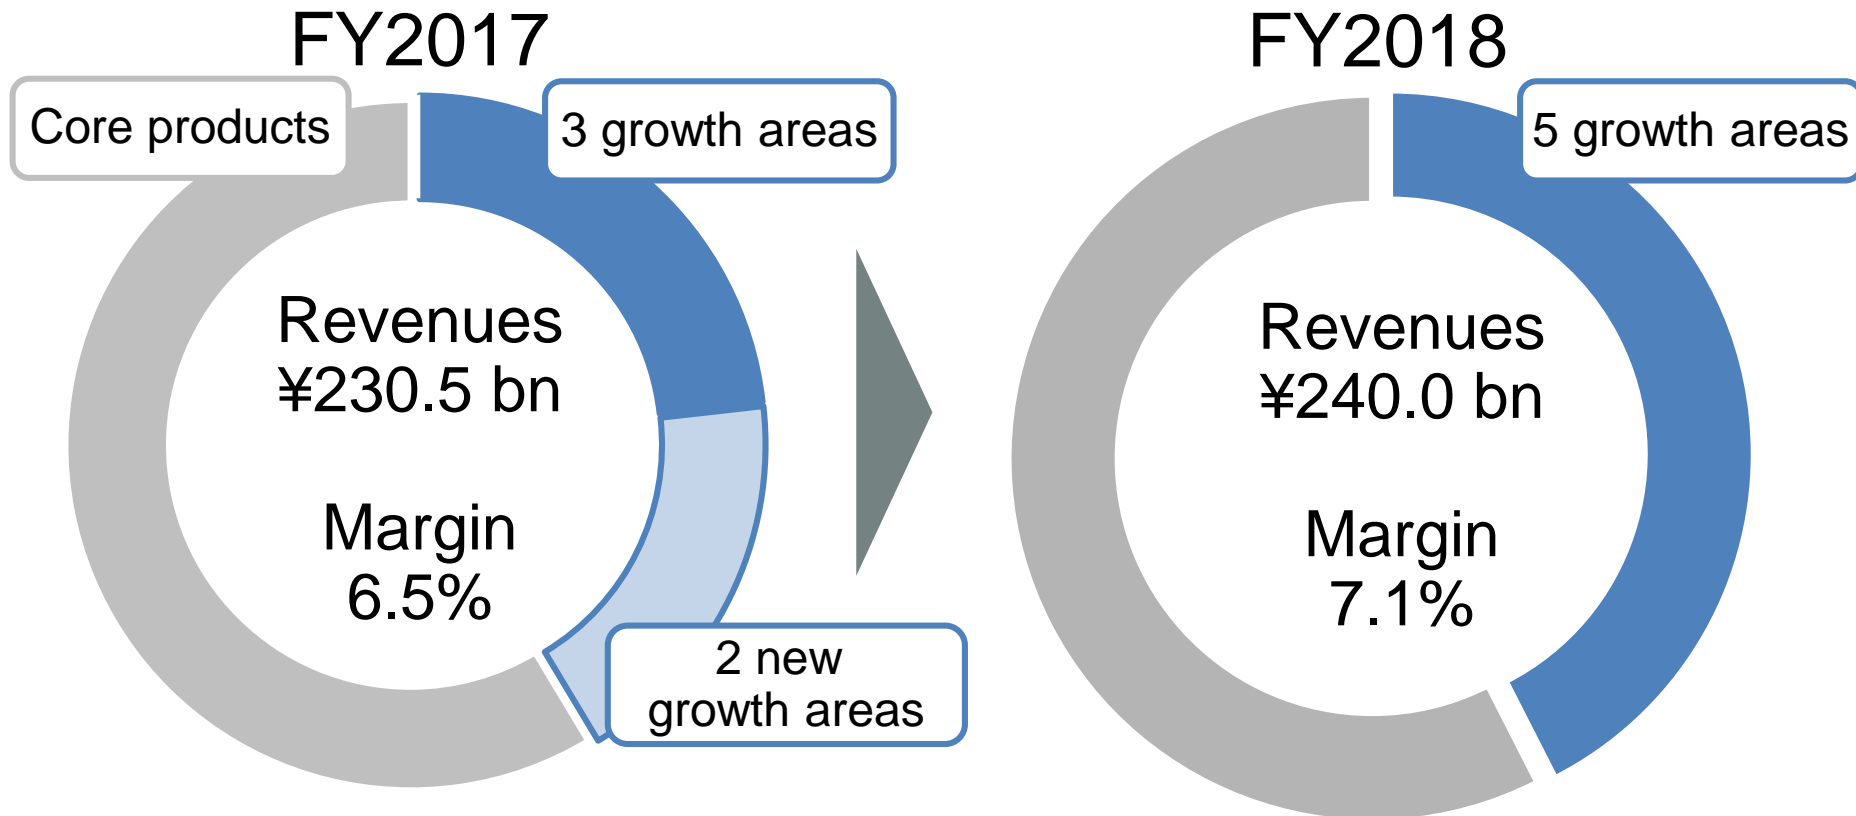 FY2017
Core products
3 growth areas
Revenues
¥230.5 bn
Margin
6.5%
2 new
growth areas
FY2018
5 growth areas
Revenues
¥240.0 bn
Margin
7.1%